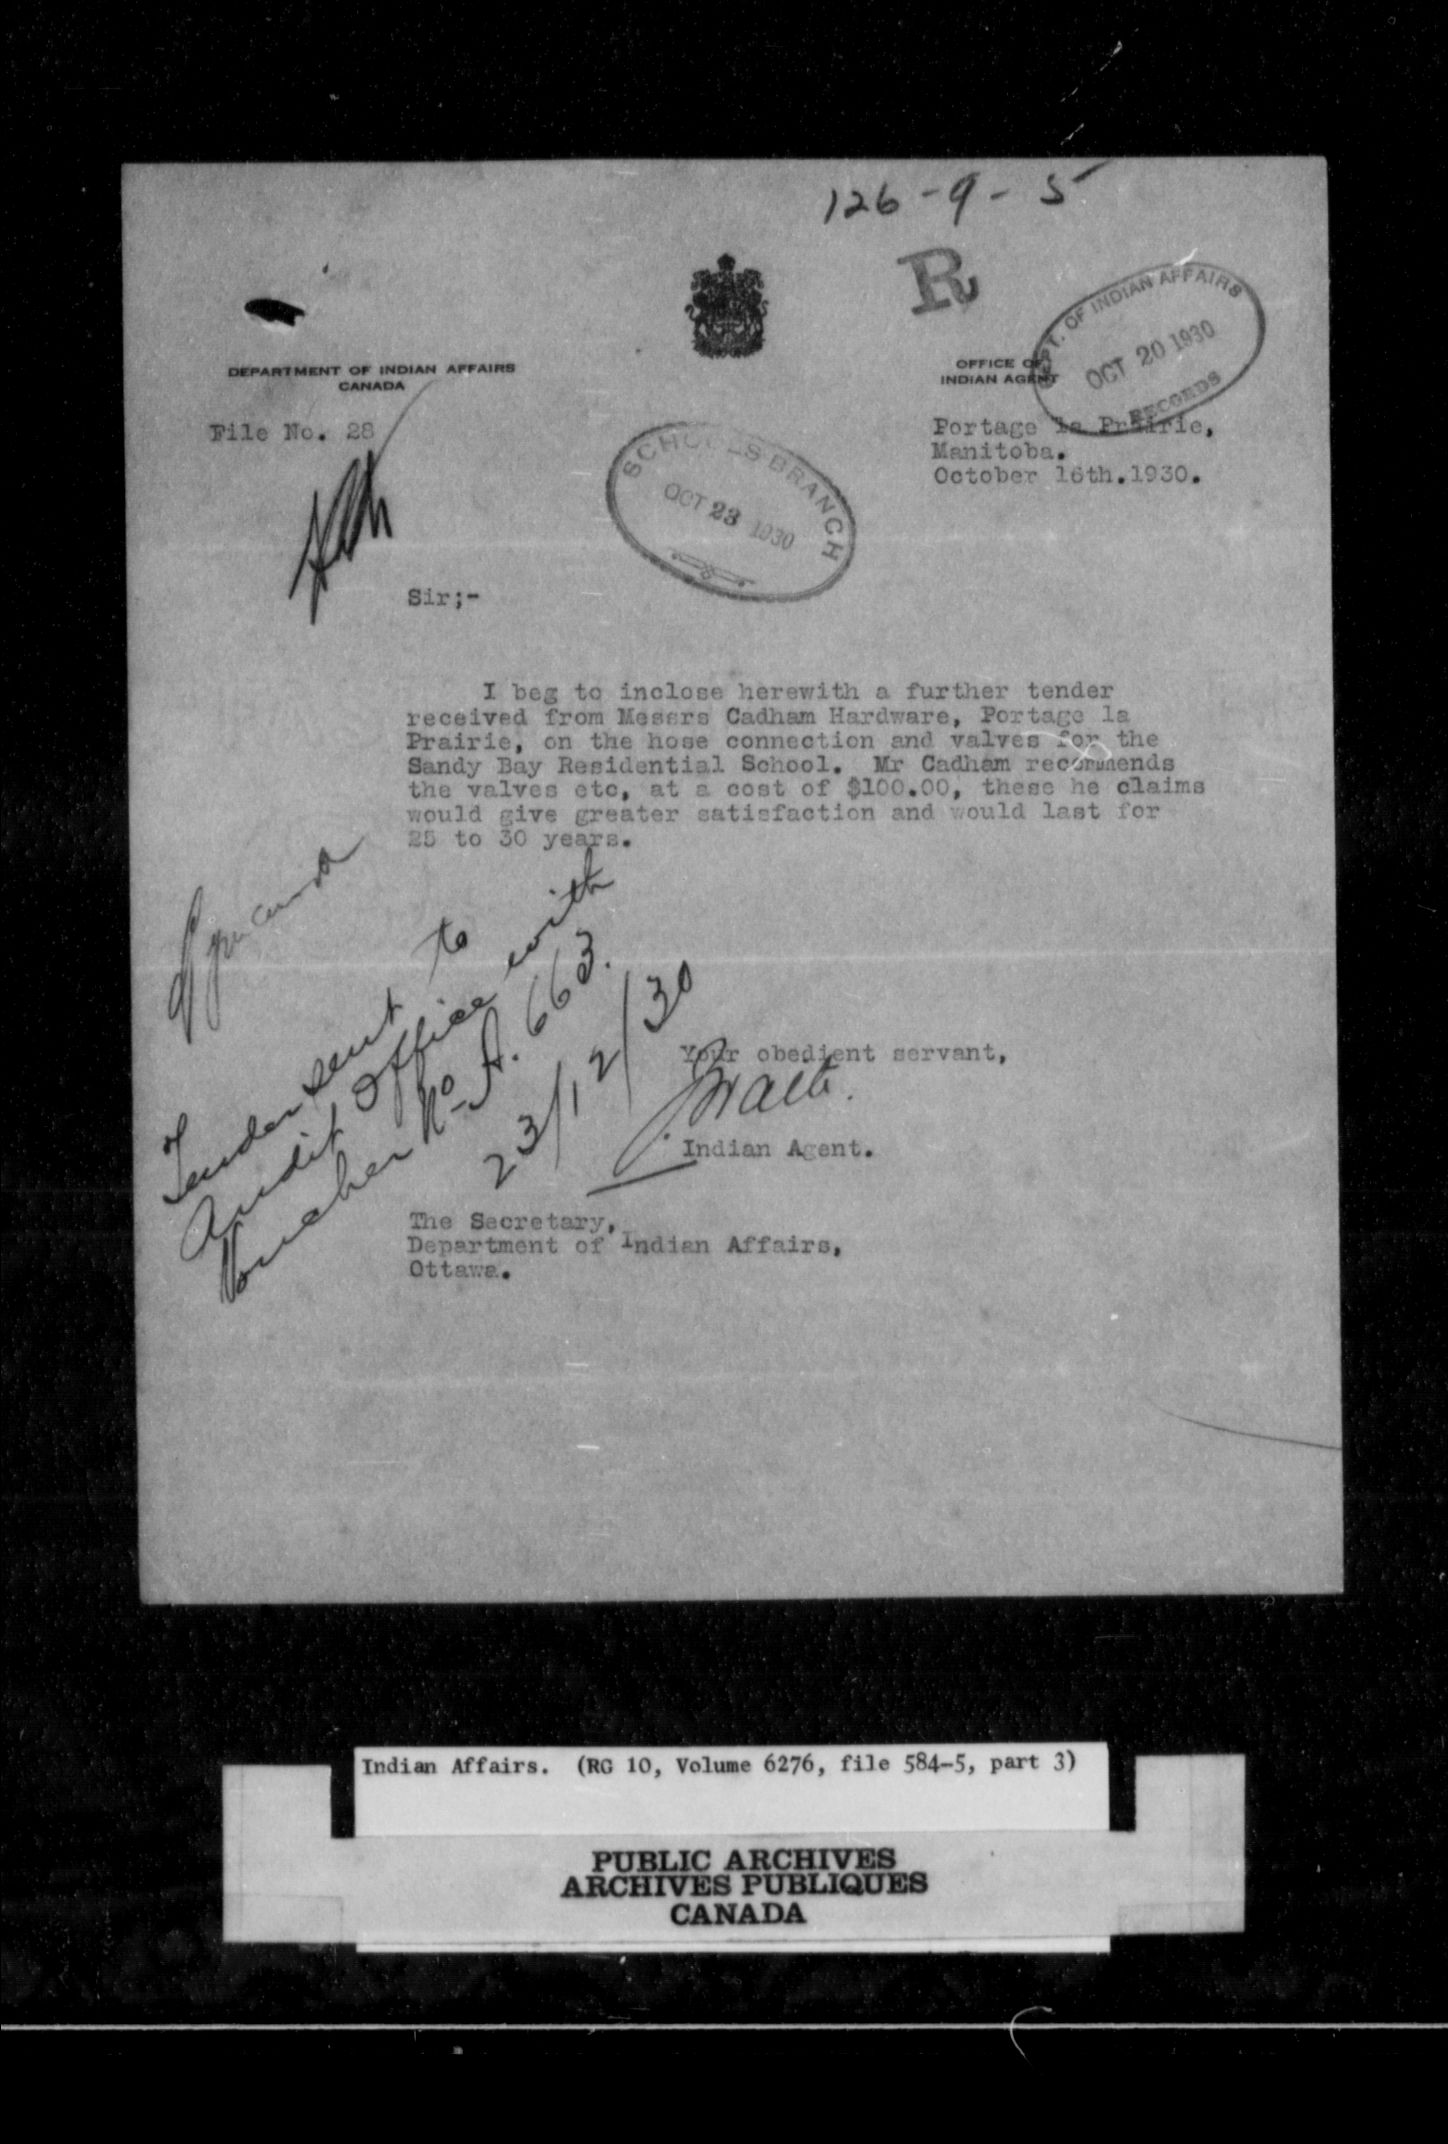 126-9-5
R
DEPT. OF INDIAN AFFAIRS
OCT 20 1930
RECORDS
DEPARTMENT OF INDIAN AFFAIRS
CANADA
OFFICE OF
INDIAN AGENT
File No. 28
Portage la Prairie,
Manitoba.
October 16th.1930.
SCHOOLS BRANCH
OCT 23 1930
Sir;-
I beg to inclose herewith a further tender
received from Messrs Cadham Hardware, Portage la
Prairie, on the hose connection and valves for the
Sandy Bay Residential School. Mr Cadham recommends
the valves etc, at a cost of $100.00, these he claims
would give greater satisfaction and would last for
25 to 30 years.
Tender sent to
Audit Office with
Voucher No A. 663.
23/12/30
Your obedient servant,
Indian Agent.
The Secretary,
Department of Indian Affairs,
Ottawa.
Indian Affairs. (RG 10, Volume 6276, file 584-5, part 3)
PUBLIC ARCHIVES
ARCHIVES PUBLIQUES
CANADA